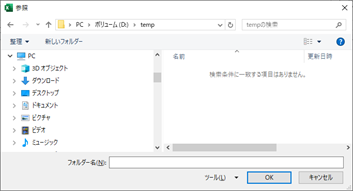 参照
PC > ボリューム (D:) > temp
tempの検索
整理 新しいフォルダー
PC
3D オブジェクト
ダウンロード
デスクトップ
ドキュメント
ピクチャ
ビデオ
ミュージック
名前 更新日時
検索条件に一致する項目はありません。
フォルダー名(N):
ツール(L) OK キャンセル